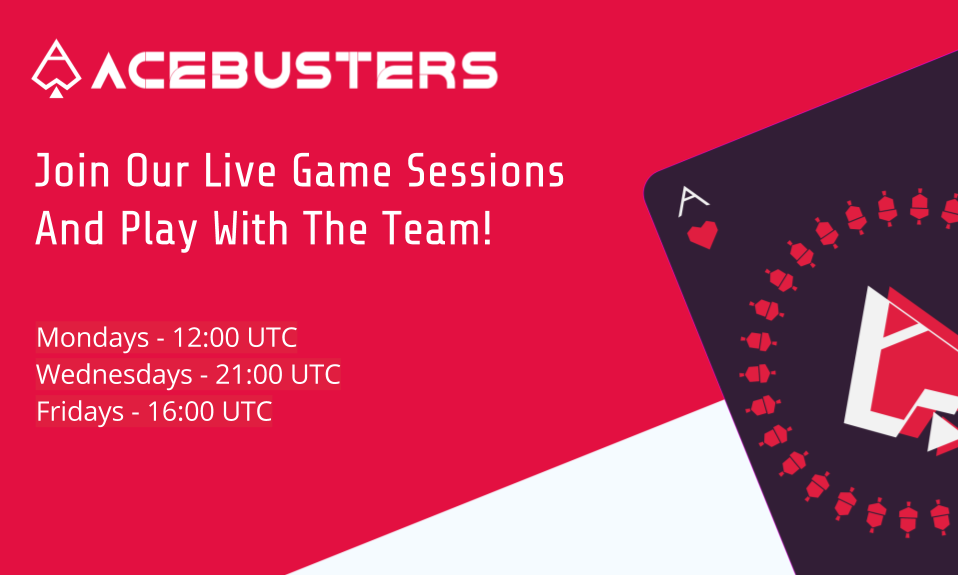 ACEBUSTERS
Join Our Live Game Sessions
And Play With The Team!
Mondays - 12:00 UTC
Wednesdays - 21:00 UTC
Fridays - 16:00 UTC
A